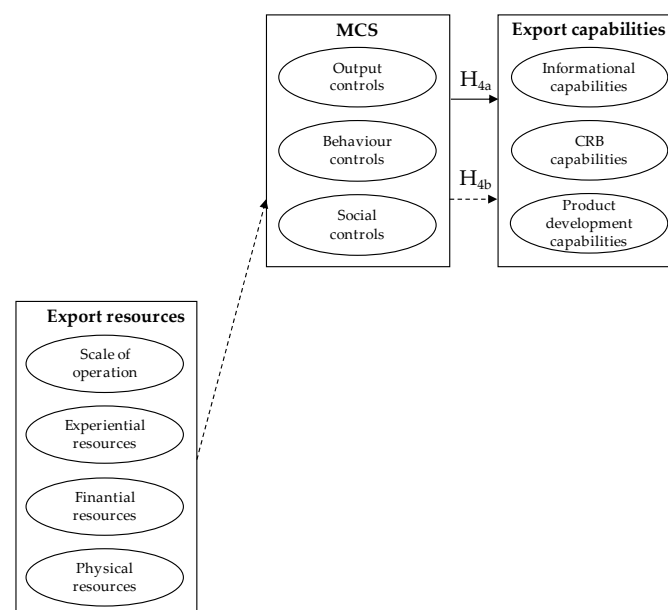 MCS
Output
controls
Behaviour
controls
Social
controls
H4a
H4b
Export capabilities
Informational
capabilities
CRB
capabilities
Product
development
capabilities
Export resources
Scale of
operation
Experiential
resources
Finantial
resources
Physical
resources